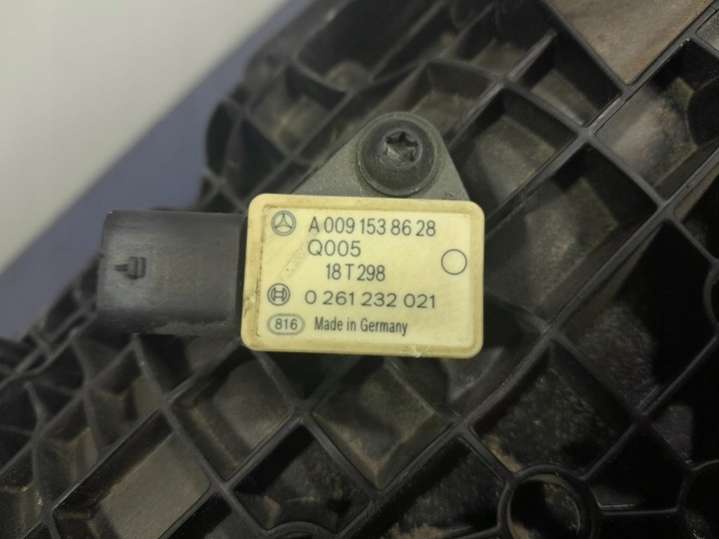 A 009 153 86 28
Q005
18 T 298
0 261 232 021
816 Made in Germany